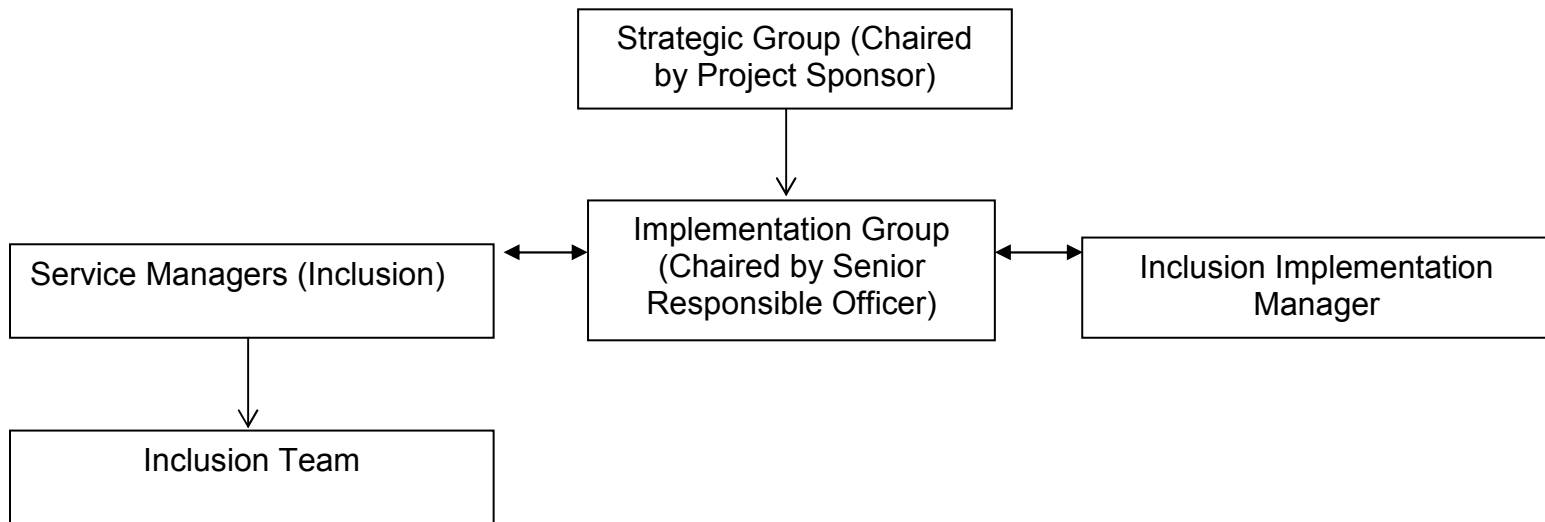 Strategic Group (Chaired
by Project Sponsor)
Implementation Group
(Chaired by Senior
Responsible Officer)
Service Managers (Inclusion)
Inclusion Implementation
Manager
Inclusion Team